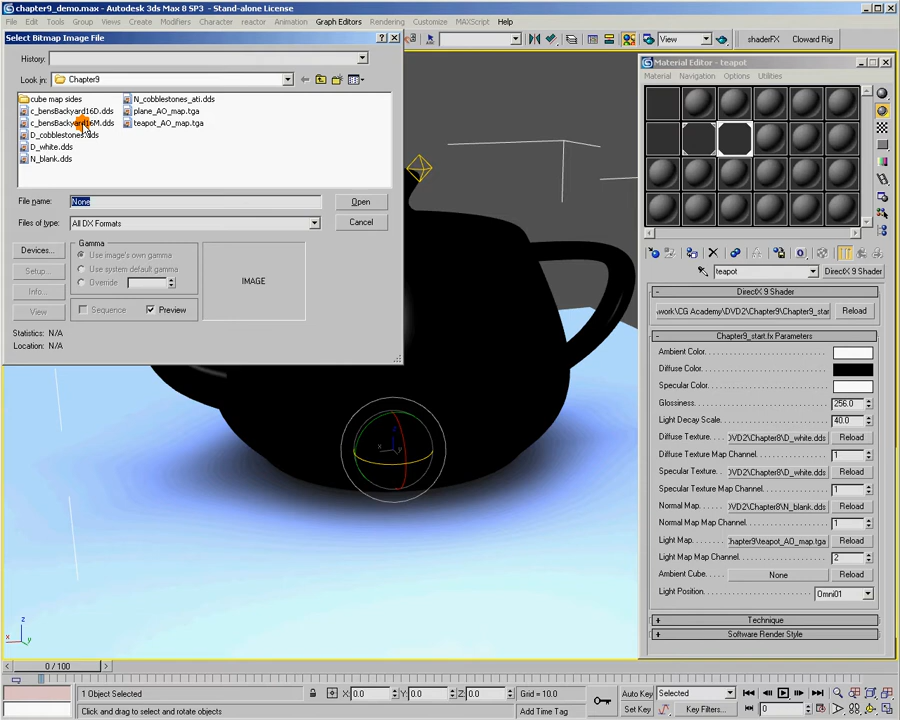 chapter9_demo.max - Autodesk 3ds Max 8 SP3 - Stand-alone License
File Edit Tools Group Views Create Modifiers Character reactor Animation Graph Editors Rendering Customize MAXScript Help
Select Bitmap Image File
History:
Look in: Chapter9
cube map sides
c_bensBackyard16D.dds
c_bensBackyard16M.dds
D_cobblestones.dds
D_white.dds
N_blank.dds
N_cobblestones_ati.dds
plane_AO_map.tga
teapot_AO_map.tga
File name: None
Open
Files of type: All DX Formats
Cancel
Devices...
Setup...
Info...
View
Gamma
Use image's own gamma
Use system default gamma
Override
Sequence
Preview
IMAGE
Statistics: N/A
Location: N/A
View
shaderFX
Cloward Rig
Material Editor - teapot
Material Navigation Options Utilities
teapot
DirectX 9 Shader
DirectX 9 Shader
work\CG Academy\DVD2\Chapter9\Chapter9_star
Reload
Chapter9_start.fx Parameters
Ambient Color
Diffuse Color
Specular Color
Glossiness 256.0
Light Decay Scale 40.0
Diffuse Texture )VD2\Chapter8\D_white.dds Reload
Diffuse Texture Map Channel 1
Specular Texture )VD2\Chapter8\D_white.dds Reload
Specular Texture Map Channel 1
Normal Map )VD2\Chapter8\N_blank.dds Reload
Normal Map Map Channel 1
Light Map hapter9\teapot_AO_map.tga Reload
Light Map Map Channel 2
Ambient Cube None Reload
Light Position Omni01
Technique
Software Render Style
z
x
y
0 / 100
1 Object Selected
X: 0.0 Y: 0.0 Z: 0.0
Grid = 10.0
Auto Key
Selected
Click and drag to select and rotate objects
Add Time Tag
Set Key
Key Filters...
0